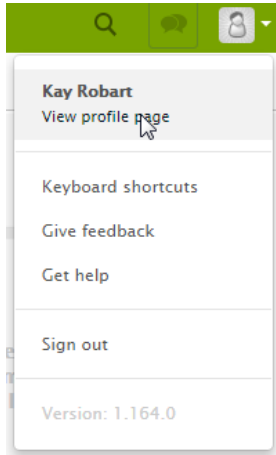 Kay Robart
View profile page
Keyboard shortcuts
Give feedback
Get help
Sign out
Version: 1.164.0